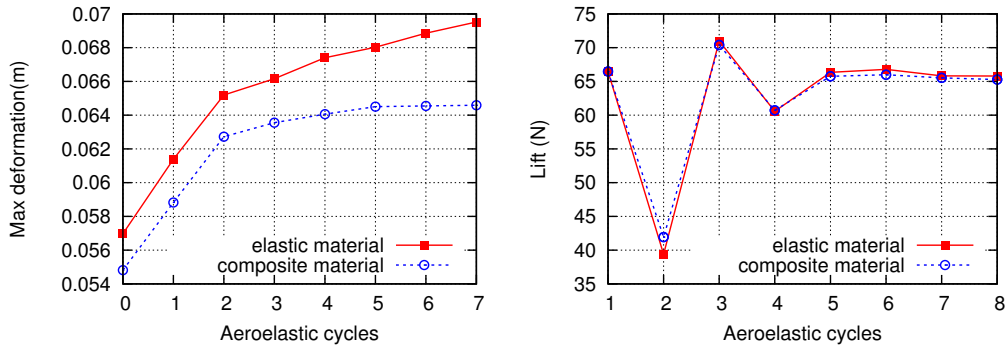 0.07
0.068
0.066
0.064
0.062
0.06
0.058
0.056
0.054
Max deformation(m)
elastic material
composite material
0 1 2 3 4 5 6 7
Aeroelastic cycles
75
70
65
60
55
50
45
40
35
Lift (N)
elastic material
composite material
1 2 3 4 5 6 7 8
Aeroelastic cycles